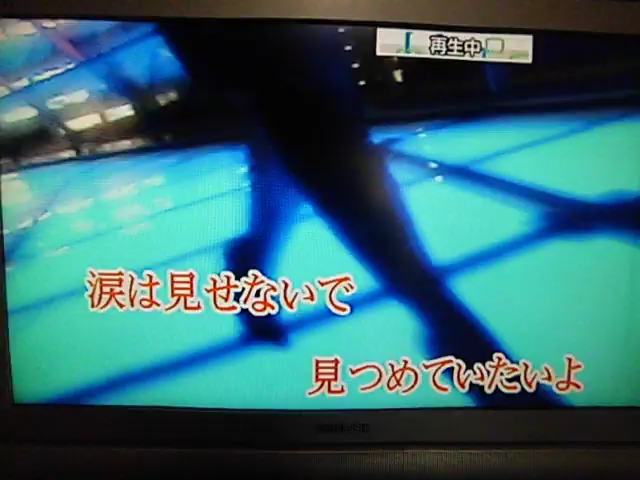 再生中
涙は見せないで
見つめていたいよ